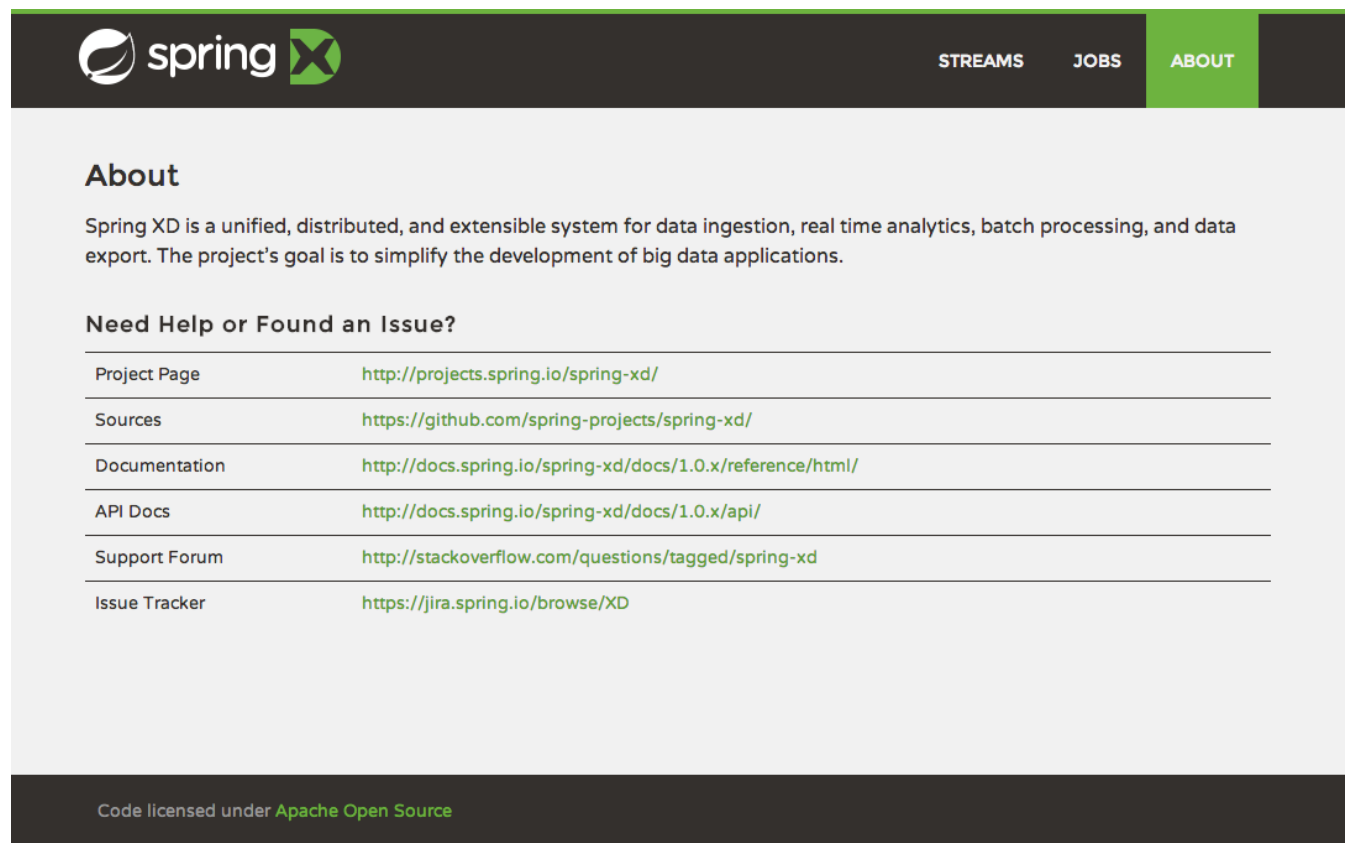 spring XD
STREAMS JOBS ABOUT
About
Spring XD is a unified, distributed, and extensible system for data ingestion, real time analytics, batch processing, and data
export. The project's goal is to simplify the development of big data applications.
Need Help or Found an Issue?
Project Page http://projects.spring.io/spring-xd/
Sources https://github.com/spring-projects/spring-xd/
Documentation http://docs.spring.io/spring-xd/docs/1.0.x/reference/html/
API Docs http://docs.spring.io/spring-xd/docs/1.0.x/api/
Support Forum http://stackoverflow.com/questions/tagged/spring-xd
Issue Tracker https://jira.spring.io/browse/XD
Code licensed under Apache Open Source